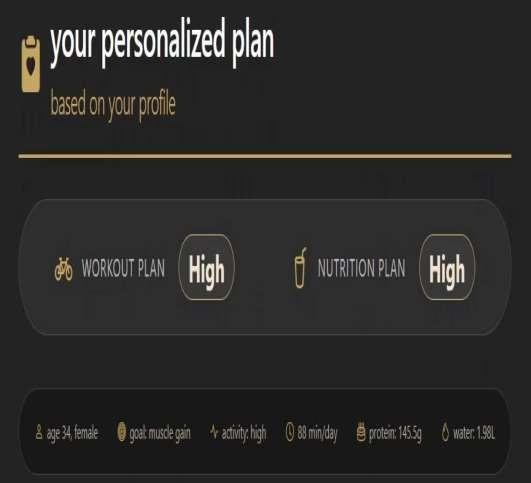 your personalized plan
based on your profile
WORKOUT PLAN High NUTRITION PLAN High
age 34, female goal: muscle gain activity: high 88 min/day protein: 145.5g water: 1.98L